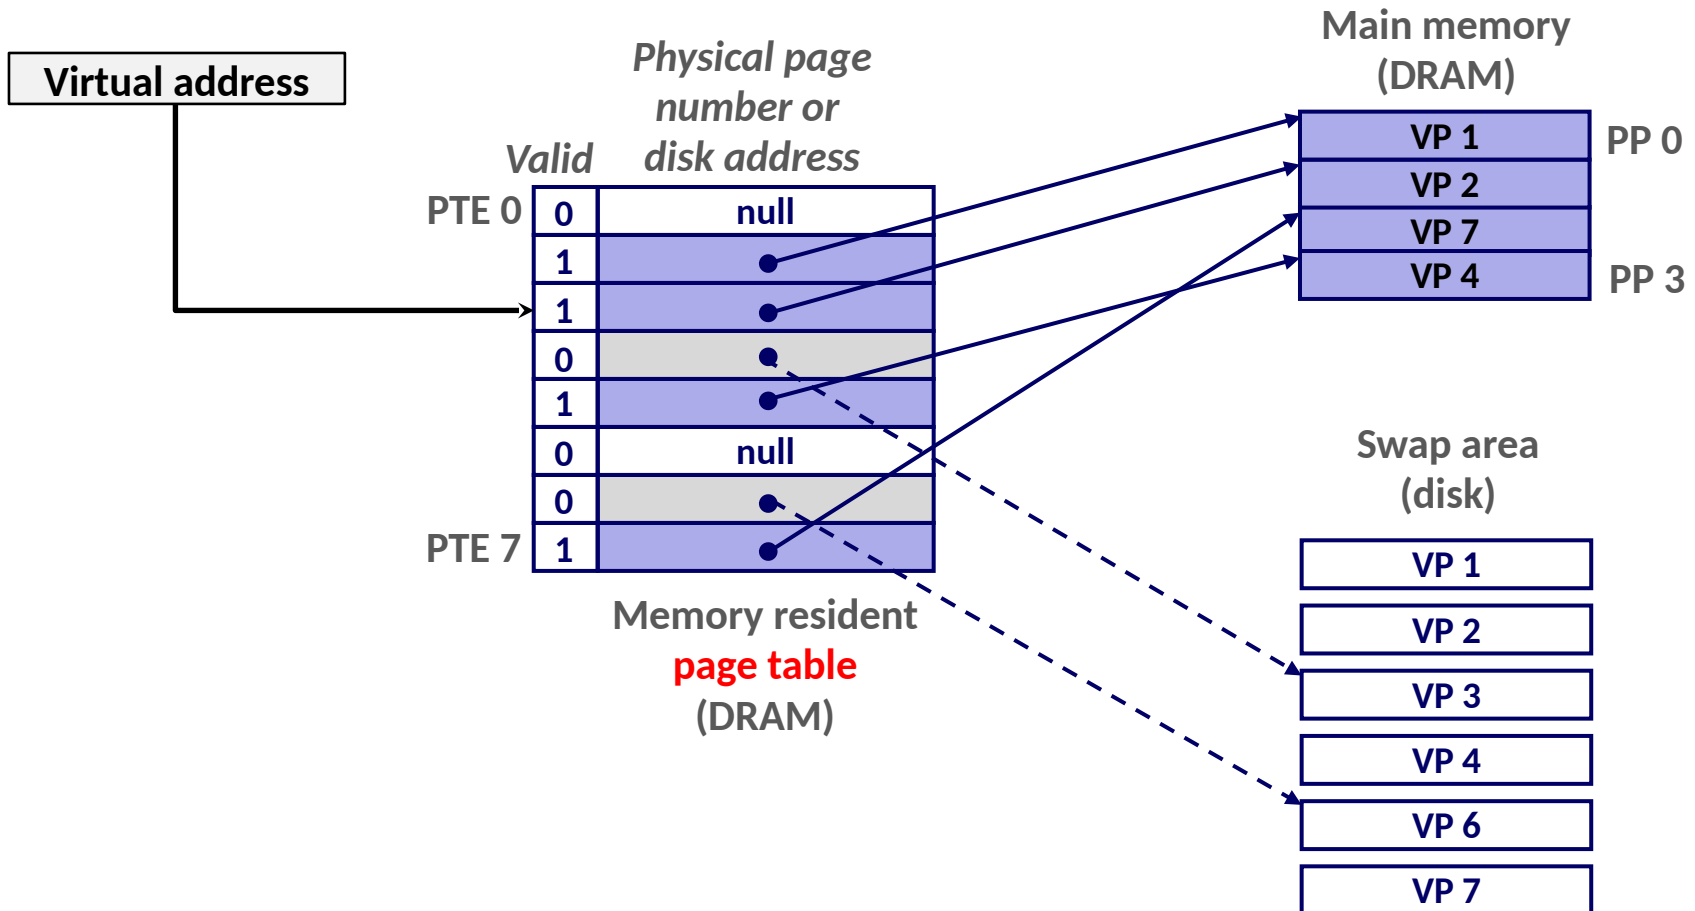 Virtual address
Physical page
number or
disk address
Valid
PTE 0
0
null
1
1
0
1
0
null
0
PTE 7
1
Memory resident
page table
(DRAM)
Main memory
(DRAM)
VP 1
PP 0
VP 2
VP 7
VP 4
PP 3
Swap area
(disk)
VP 1
VP 2
VP 3
VP 4
VP 6
VP 7